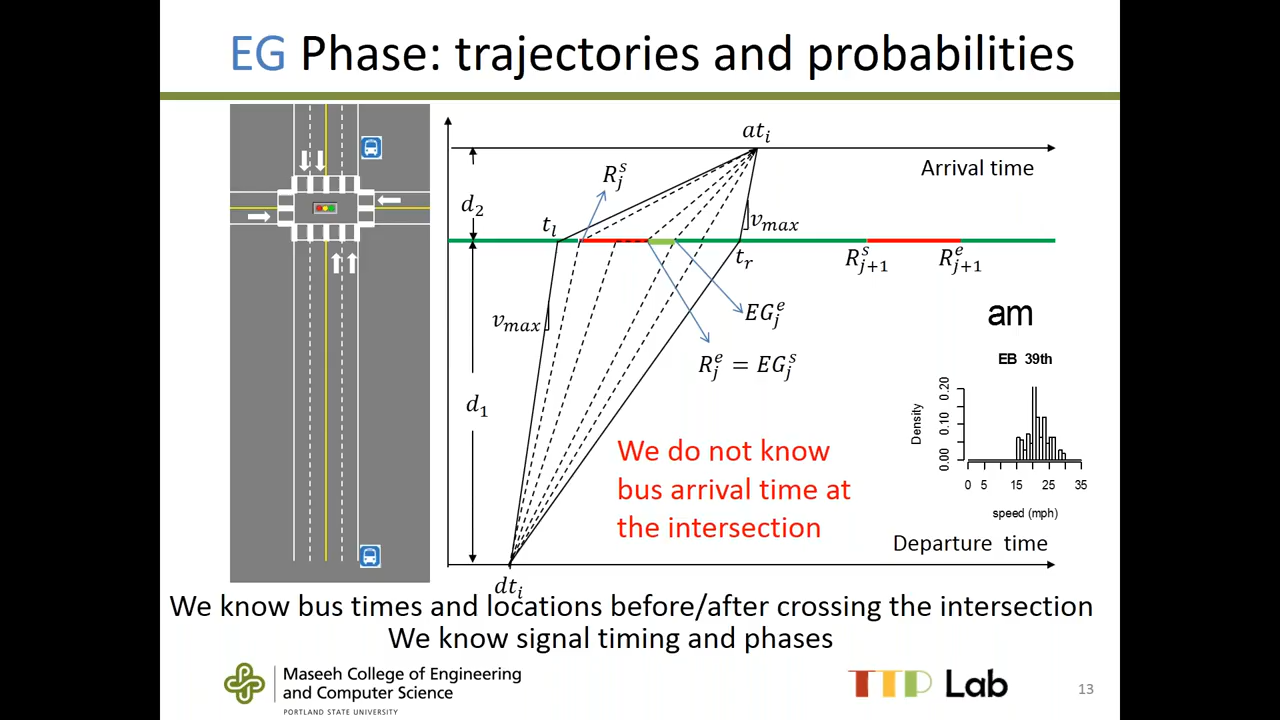 EG Phase: trajectories and probabilities
at_i
Arrival time
R_j^s
d_2
t_l
v_max
t_r
R_{j+1}^s
R_{j+1}^e
v_max
EG_j^e
R_j^e = EG_j^s
d_1
am
EB 39th
Density
0.00 0.10 0.20
0 5 15 25 35
speed (mph)
We do not know
bus arrival time at
the intersection
Departure time
dt_i
We know bus times and locations before/after crossing the intersection
We know signal timing and phases
Maseeh College of Engineering
and Computer Science
PORTLAND STATE UNIVERSITY
TTP Lab
13